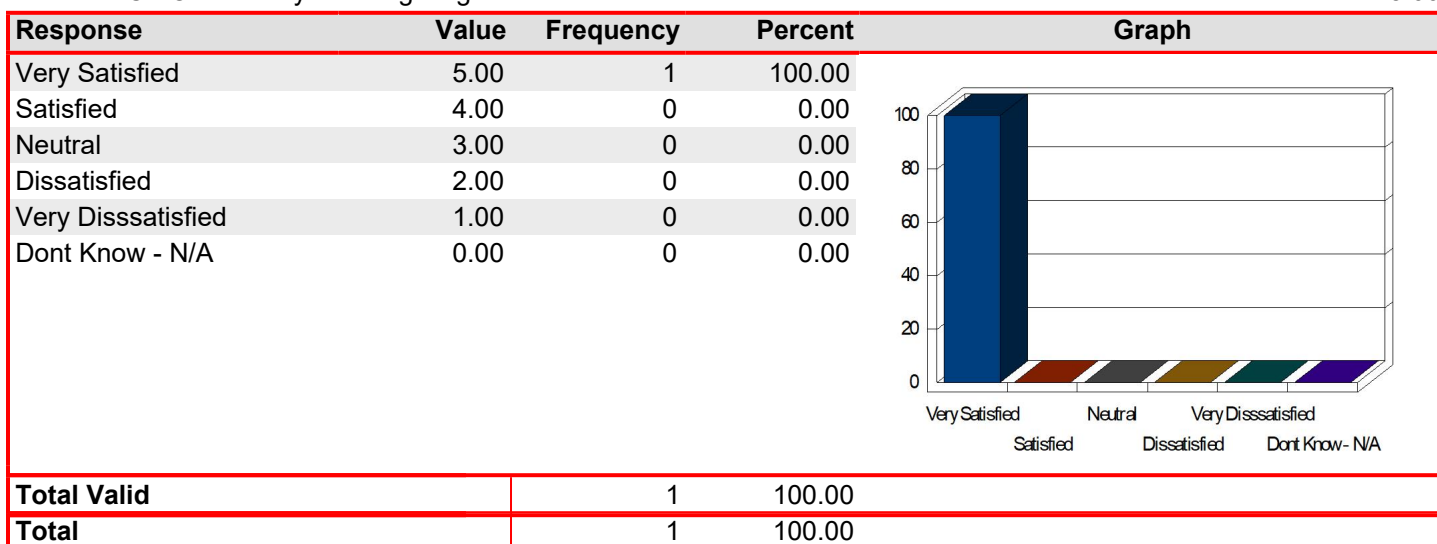 Response Value Frequency Percent Graph
Very Satisfied 5.00 1 100.00
Satisfied 4.00 0 0.00
Neutral 3.00 0 0.00
Dissatisfied 2.00 0 0.00
Very Disssatisfied 1.00 0 0.00
Dont Know - N/A 0.00 0 0.00
100
80
60
40
20
0
Very Satisfied Neutral Very Disssatisfied
Satisfied Dissatisfied Dont Know - N/A
Total Valid 1 100.00
Total 1 100.00